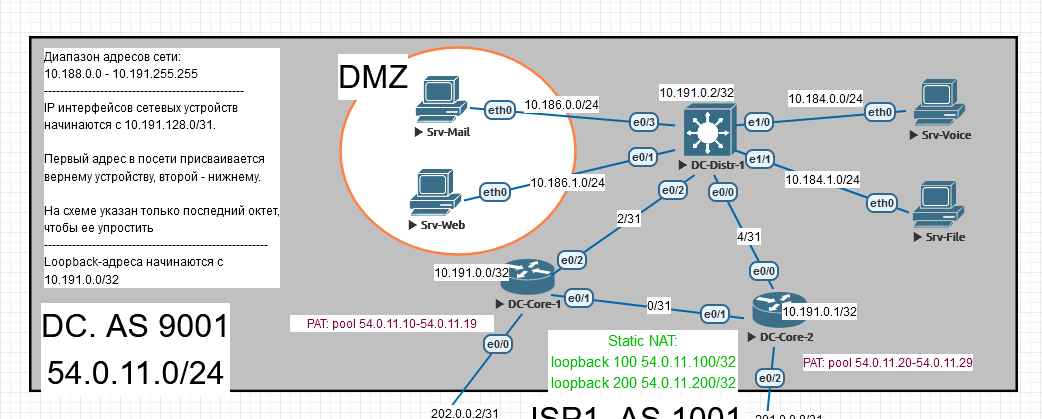 Диапазон адресов сети:
10.188.0.0 - 10.191.255.255
IP интерфейсов сетевых устройств
начинаются с 10.191.128.0/31.
Первый адрес в посети присваивается
вернему устройству, второй - нижнему.
На схеме указан только последний октет,
чтобы ее упростить
Loopback-адреса начинаются с
10.191.0.0/32
DC. AS 9001
54.0.11.0/24
DMZ
Srv-Mail
eth0
10.186.0.0/24
e0/3
Srv-Web
eth0
10.186.1.0/24
e0/1
10.191.0.2/32
DC-Distr-1
e1/0
10.184.0.0/24
eth0
Srv-Voice
e1/1
10.184.1.0/24
eth0
Srv-File
e0/2
e0/0
2/31
4/31
e0/2
e0/0
10.191.0.0/32
DC-Core-1
e0/1
0/31
e0/1
10.191.0.1/32
DC-Core-2
PAT: pool 54.0.11.10-54.0.11.19
e0/0
Static NAT:
loopback 100 54.0.11.100/32
loopback 200 54.0.11.200/32
PAT: pool 54.0.11.20-54.0.11.29
e0/2
202.0.0.2/31
ISP1. AS 1001